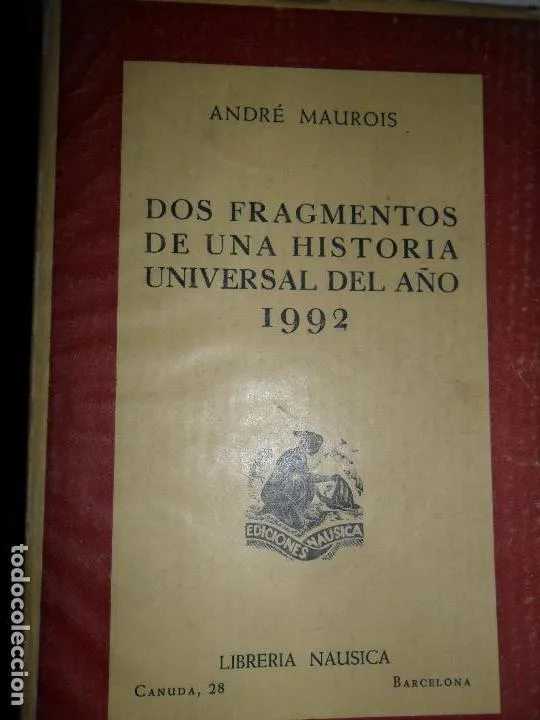 ANDRÉ MAUROIS
DOS FRAGMENTOS
DE UNA HISTORIA
UNIVERSAL DEL AÑO
1992
EDICIONES NAUSICA
LIBRERIA NAUSICA
CANUDA, 28 BARCELONA
todocoleccion